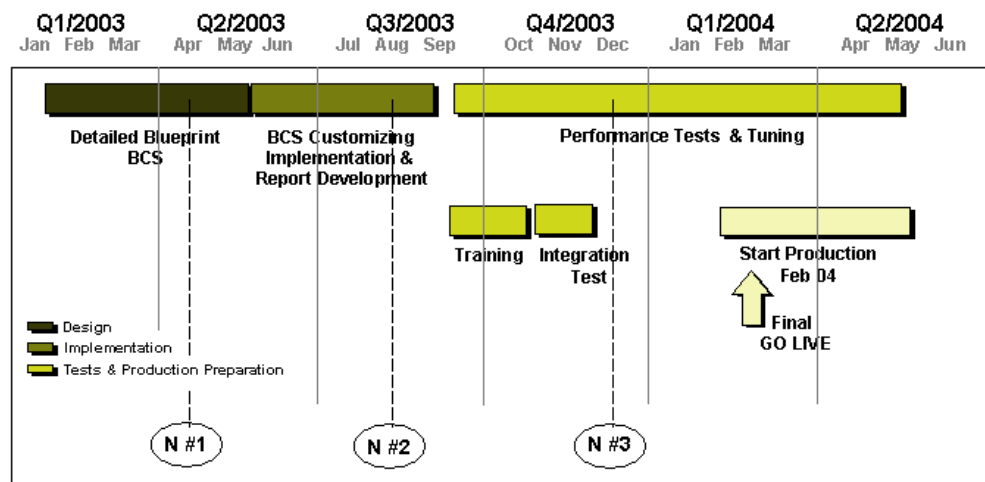 Q1/2003 Q2/2003 Q3/2003 Q4/2003 Q1/2004 Q2/2004
Jan Feb Mar Apr May Jun Jul Aug Sep Oct Nov Dec Jan Feb Mar Apr May Jun
Detailed Blueprint
BCS
BCS Customizing
Implementation &
Report Development
Performance Tests & Tuning
Training
Integration
Test
Start Production
Feb 04
Final
GO LIVE
Design
Implementation
Tests & Production Preparation
N #1
N #2
N #3